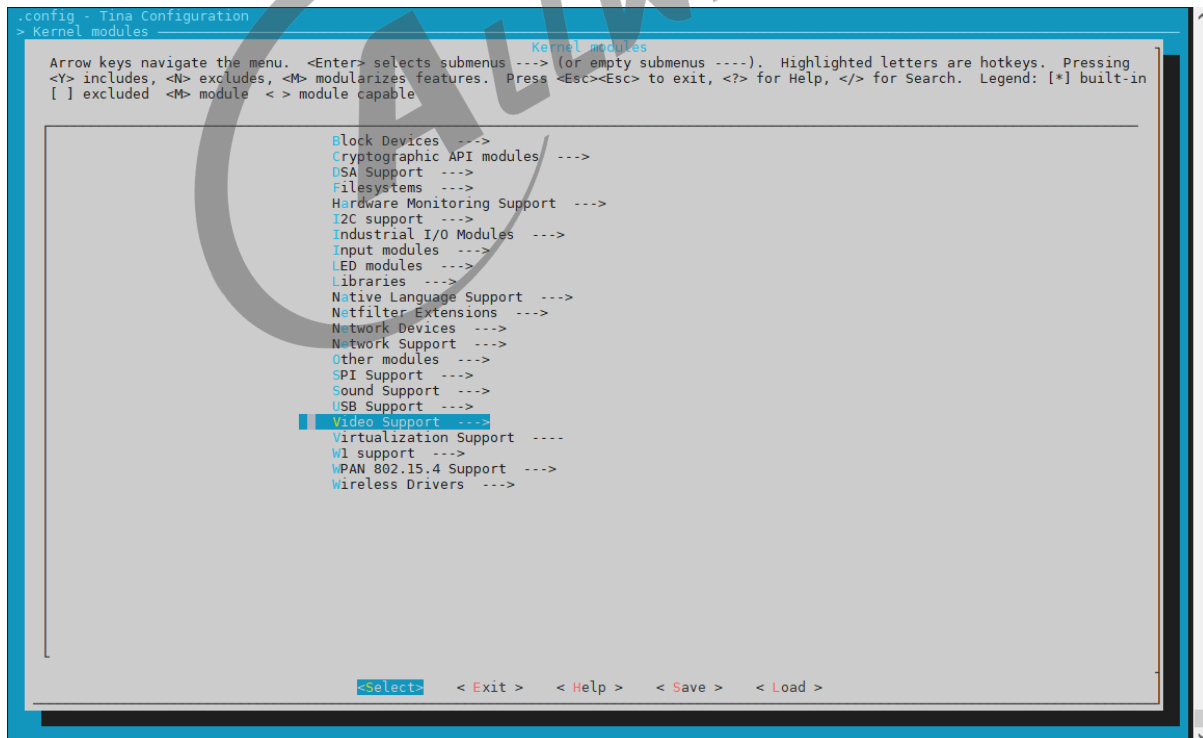 .config - Tina Configuration
> Kernel modules
Kernel modules
Arrow keys navigate the menu.  <Enter> selects submenus ---> (or empty submenus ----).  Highlighted letters are hotkeys.  Pressing
<Y> includes, <N> excludes, <M> modularizes features.  Press <Esc><Esc> to exit, <?> for Help, </> for Search.  Legend: [*] built-in
[ ] excluded  <M> module  < > module capable
Block Devices  --->
Cryptographic API modules  --->
DSA Support  --->
Filesystems  --->
Hardware Monitoring Support  --->
I2C support  --->
Industrial I/O Modules  --->
Input modules  --->
LED modules  --->
Libraries  --->
Native Language Support  --->
Netfilter Extensions  --->
Network Devices  --->
Network Support  --->
Other modules  --->
SPI Support  --->
Sound Support  --->
USB Support  --->
Video Support  --->
Virtualization Support  ----
W1 support  --->
WPAN 802.15.4 Support  --->
Wireless Drivers  --->
<Select>    < Exit >    < Help >    < Save >    < Load >